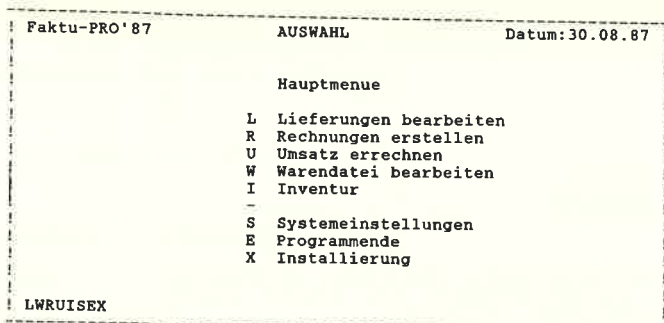 Faktu-PRO'87 AUSWAHL Datum:30.08.87
Hauptmenue
L Lieferungen bearbeiten
R Rechnungen erstellen
U Umsatz errechnen
W Warendatei bearbeiten
I Inventur
-
S Systemeinstellungen
E Programmende
X Installierung
LWRUISEX